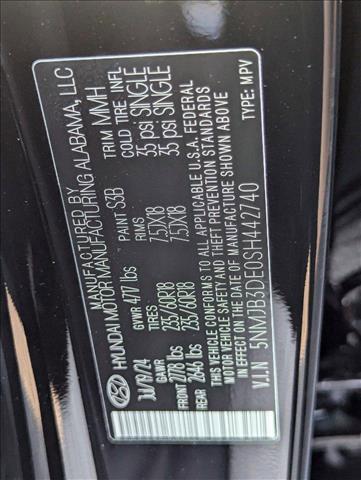 MANUFACTURED BY
HYUNDAI MOTOR MANUFACTURING ALABAMA, LLC
JUL/19/24 GVWR 4717 lbs PAINT S3B TRIM MMH
GAWR TIRES RIMS COLD TIRE INFL
FRONT 2778 lbs 235/60R18 7.5JX18 35 psi SINGLE
REAR 2646 lbs 235/60R18 7.5JX18 35 psi SINGLE
THIS VEHICLE CONFORMS TO ALL APPLICABLE U.S.A. FEDERAL
MOTOR VEHICLE SAFETY AND THEFT PREVENTION STANDARDS
IN EFFECT ON THE DATE OF MANUFACTURE SHOWN ABOVE
V.I.N 5NMJB3DE0SH442740 TYPE: MPV